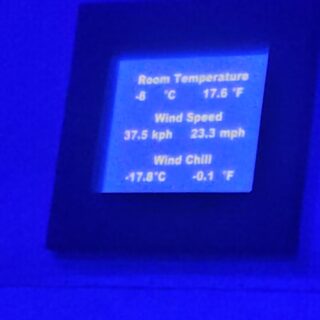 Room Temperature
-8 °C 17.6 °F
Wind Speed
37.5 kph 23.3 mph
Wind Chill
-17.8°C -0.1 °F